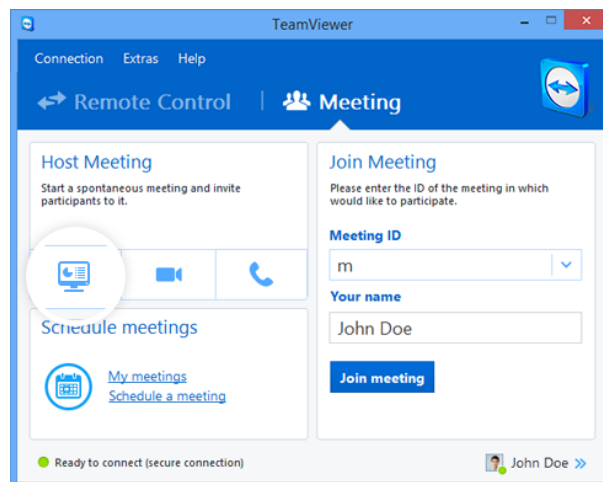 TeamViewer
Connection Extras Help
Remote Control | Meeting
Host Meeting
Start a spontaneous meeting and invite
participants to it.
Schedule meetings
My meetings
Schedule a meeting
Join Meeting
Please enter the ID of the meeting in which
would like to participate.
Meeting ID
m
Your name
John Doe
Join meeting
Ready to connect (secure connection)
John Doe